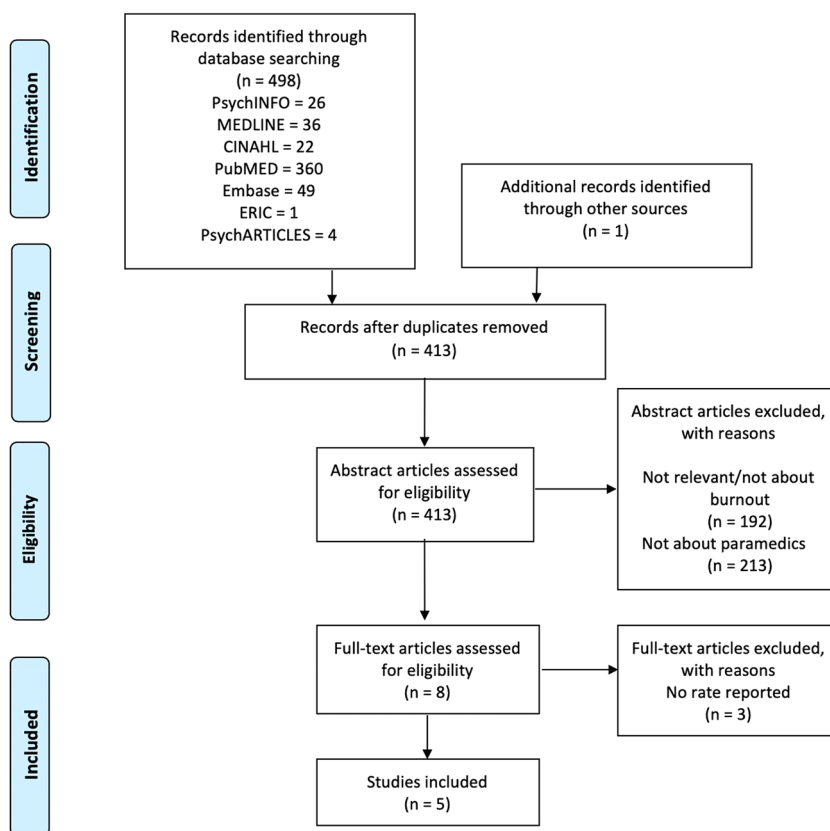 Identification
Records identified through
database searching
(n = 498)
PsychINFO = 26
MEDLINE = 36
CINAHL = 22
PubMED = 360
Embase = 49
ERIC = 1
PsychARTICLES = 4
Additional records identified
through other sources
(n = 1)
Screening
Records after duplicates removed
(n = 413)
Eligibility
Abstract articles assessed
for eligibility
(n = 413)
Abstract articles excluded,
with reasons
Not relevant/not about
burnout
(n = 192)
Not about paramedics
(n = 213)
Full-text articles assessed
for eligibility
(n = 8)
Full-text articles excluded,
with reasons
No rate reported
(n = 3)
Included
Studies included
(n = 5)